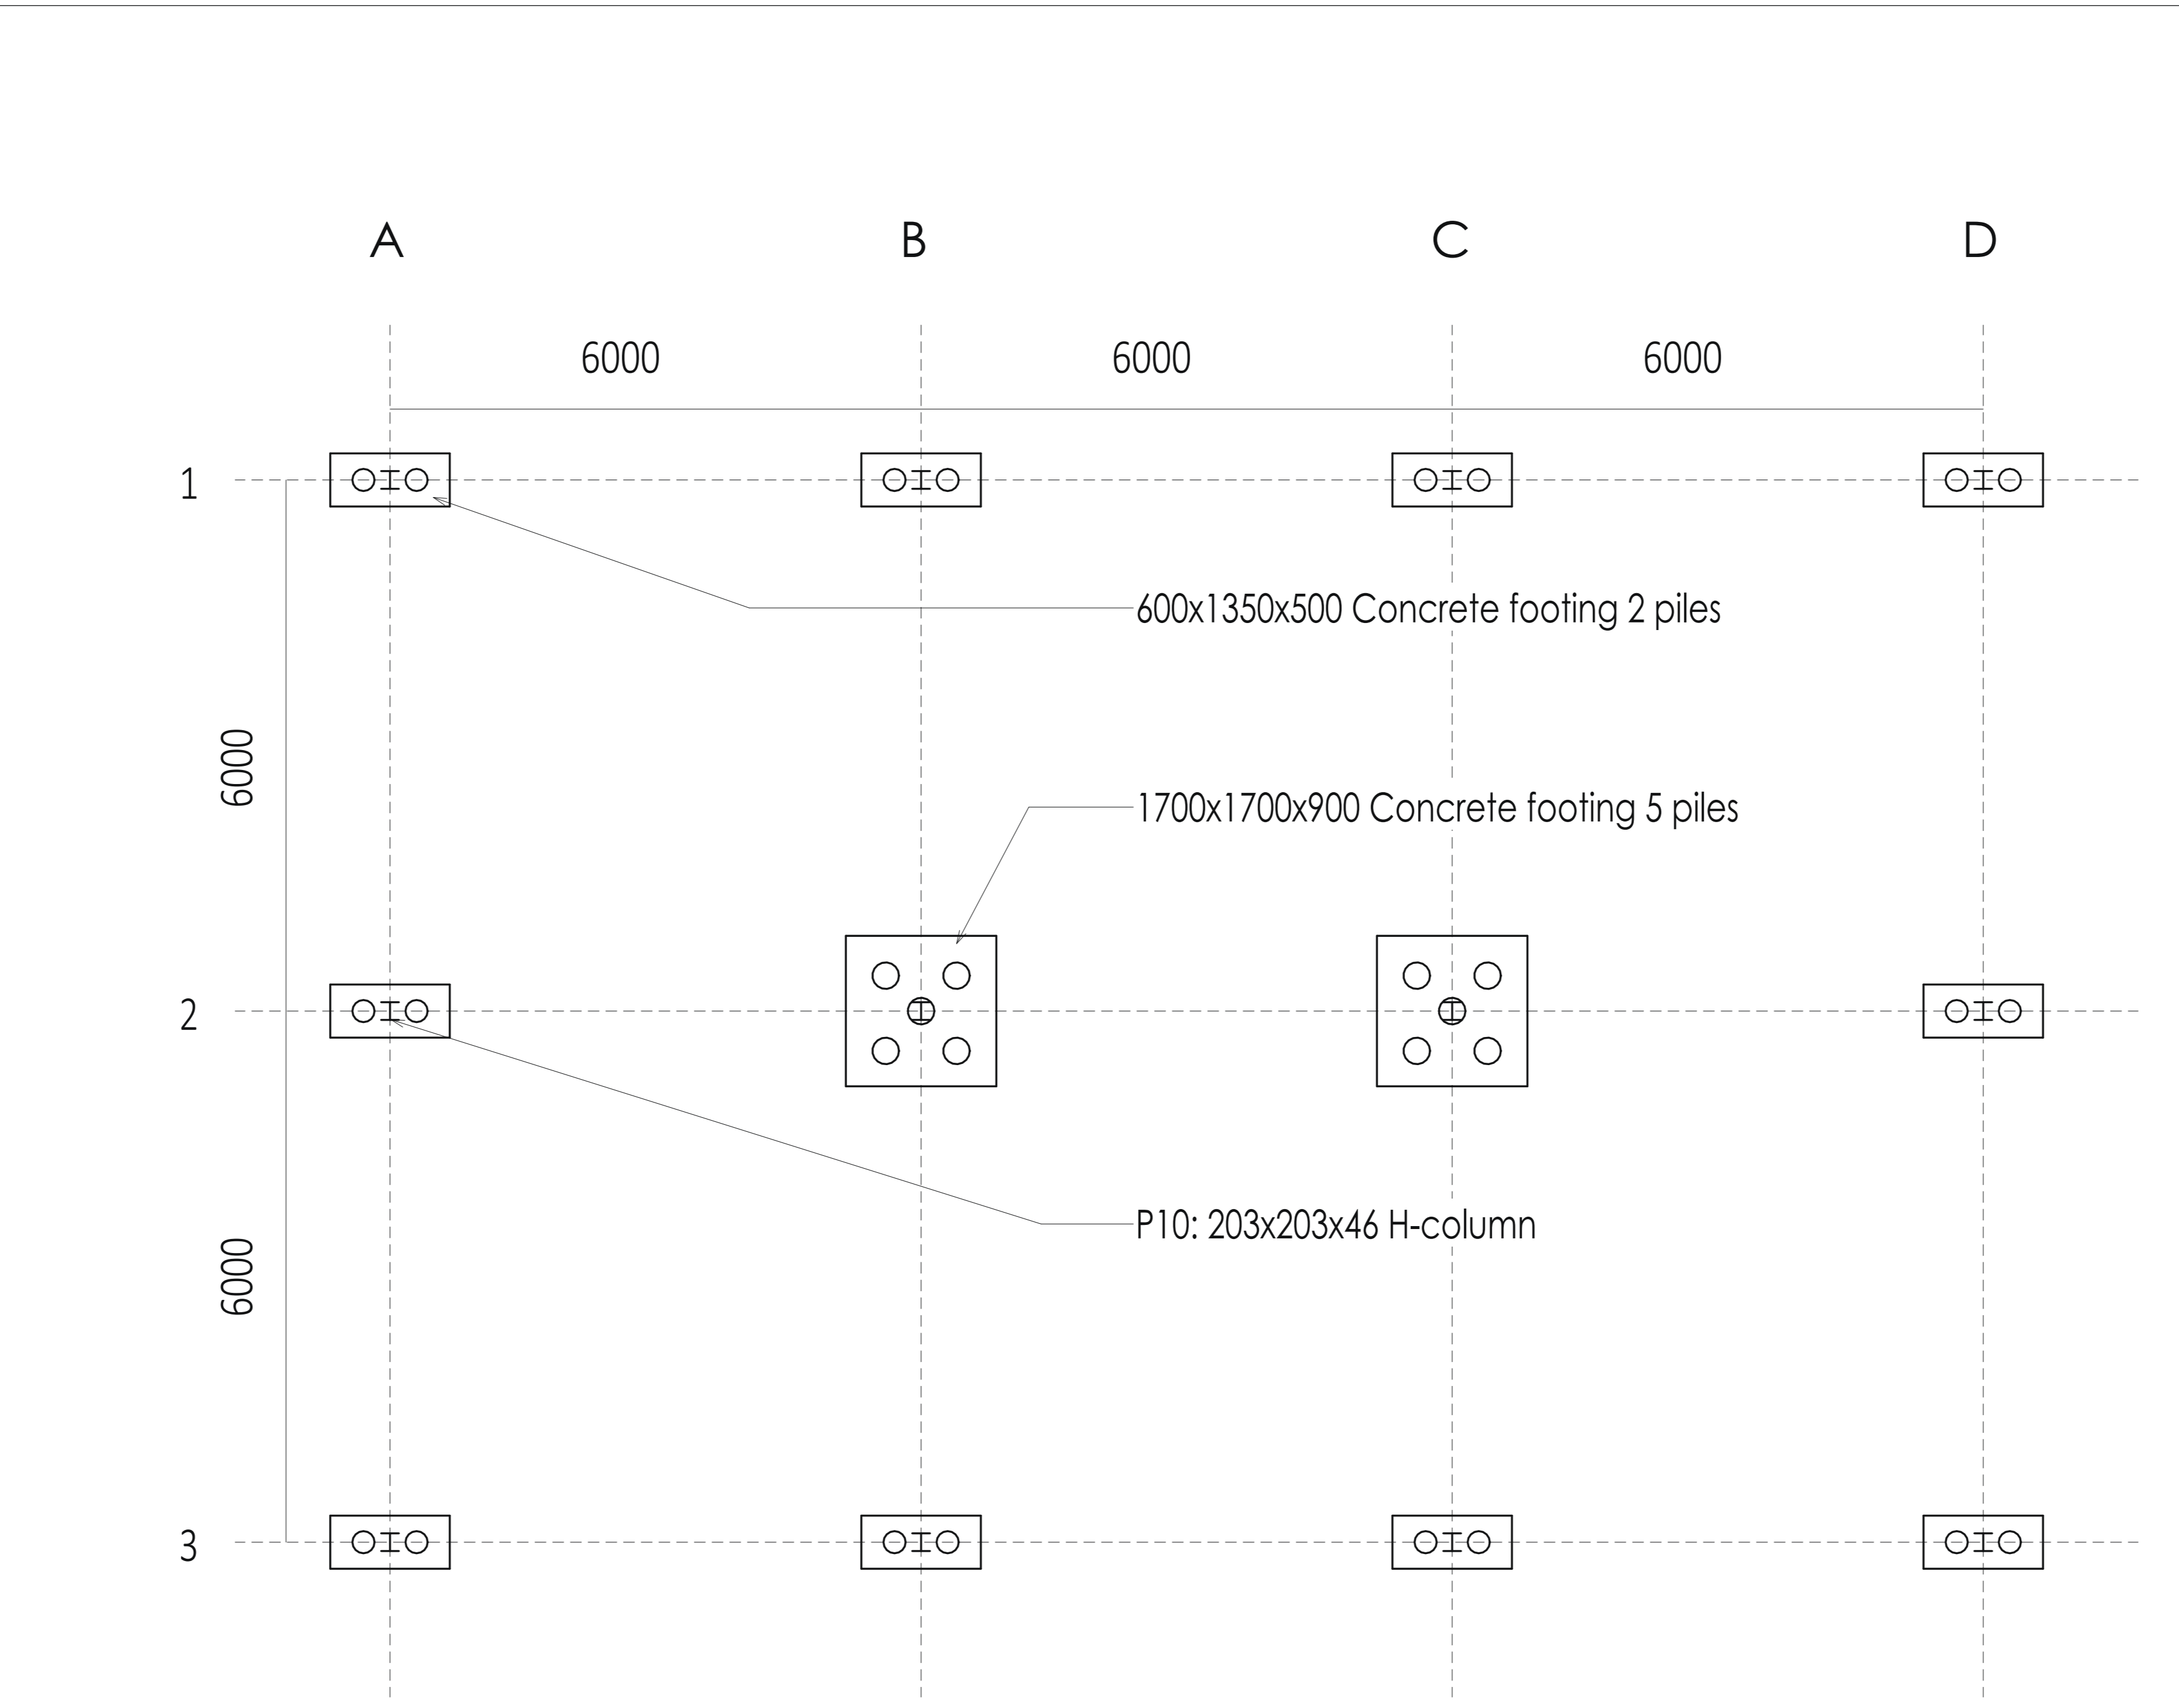 A B C D
6000 6000 6000
1
600x1350x500 Concrete footing 2 piles
6000
1700x1700x900 Concrete footing 5 piles
2
P10: 203x203x46 H-column
6000
3